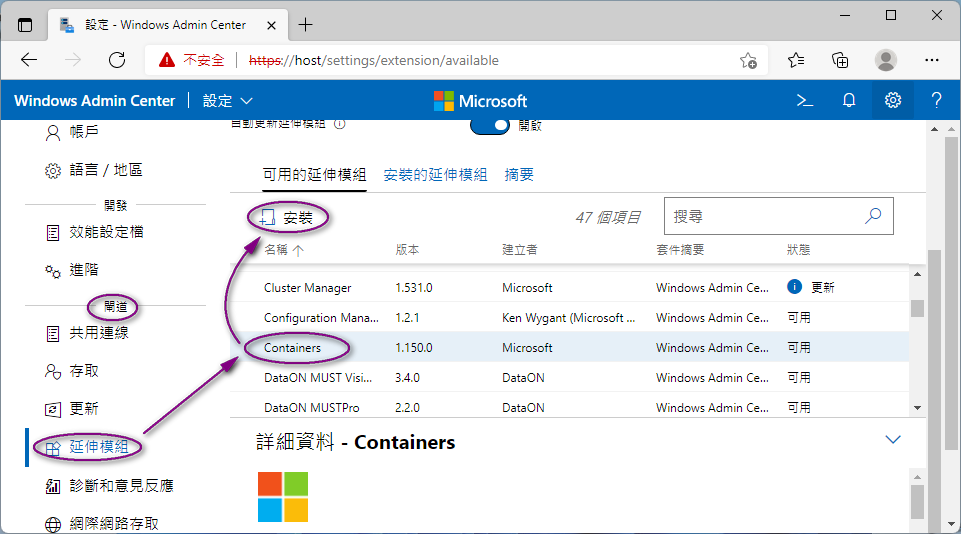 設定 - Windows Admin Center
不安全 https://host/settings/extension/available
Windows Admin Center 設定 Microsoft
帳戶
語言 / 地區
開發
效能設定檔
進階
閘道
共用連線
存取
更新
延伸模組
診斷和意見反應
網際網路存取
自動更新延伸模組 開啟
可用的延伸模組 安裝的延伸模組 摘要
安裝 47 個項目 搜尋
名稱 版本 建立者 套件摘要 狀態
Cluster Manager 1.531.0 Microsoft Windows Admin Ce... 更新
Configuration Mana... 1.2.1 Ken Wygant (Microsoft ... Windows Admin Ce... 可用
Containers 1.150.0 Microsoft Windows Admin Ce... 可用
DataON MUST Visi... 3.4.0 DataON Windows Admin Ce... 可用
DataON MUSTPro 2.2.0 DataON Windows Admin Ce... 可用
詳細資料 - Containers